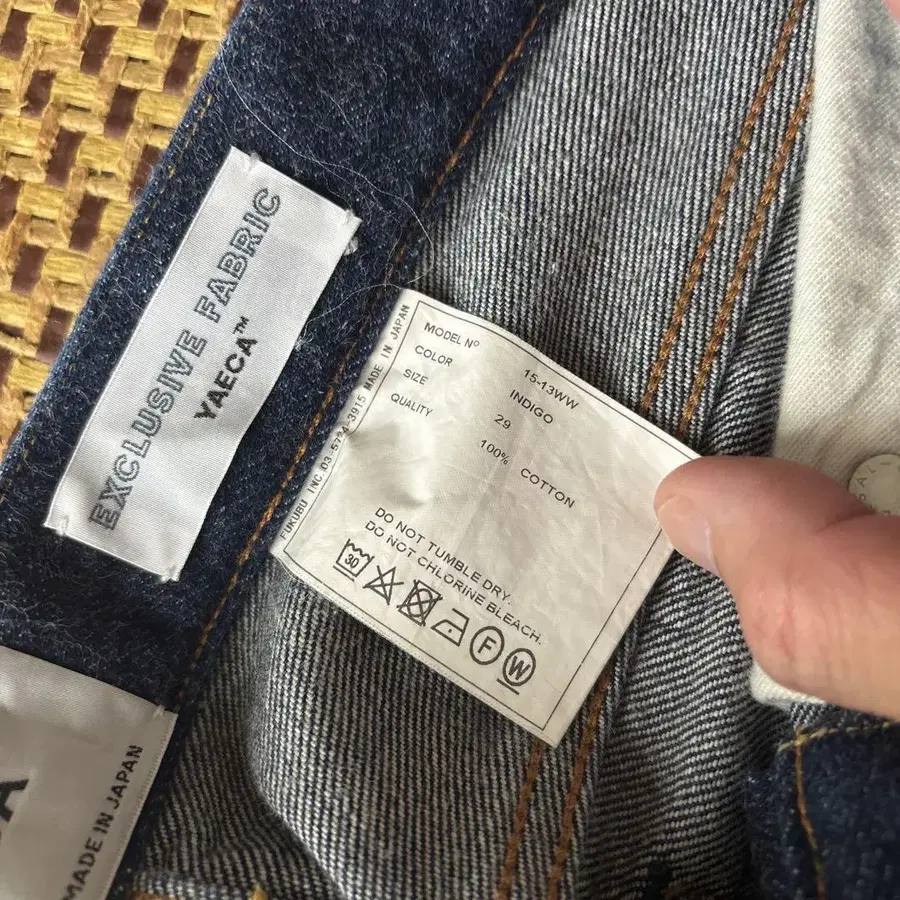 EXCLUSIVE FABRIC
YAECA™
MODEL Nº 15-13WW
COLOR INDIGO
SIZE 29
QUALITY 100% COTTON
DO NOT TUMBLE DRY.
DO NOT CHLORINE BLEACH.
30
F
W
FUKUBU INC. 03-5724-3915 MADE IN JAPAN
MADE IN JAPAN